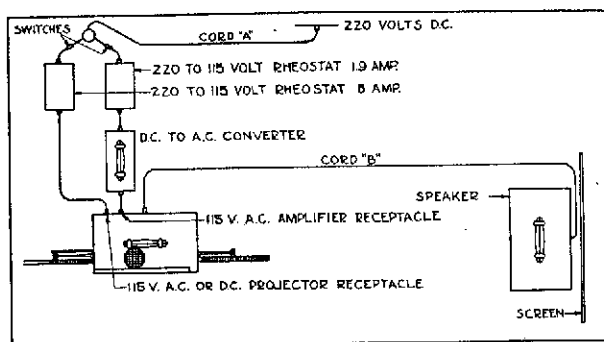 SWITCHES
CORD "A"
220 VOLTS D.C.
220 TO 115 VOLT RHEOSTAT 1.9 AMP.
220 TO 115 VOLT RHEOSTAT 8 AMP.
D.C. TO A.C. CONVERTER
CORD "B"
SPEAKER
115 V. A.C. AMPLIFIER RECEPTACLE
115 V. A.C. OR D.C. PROJECTOR RECEPTACLE
SCREEN